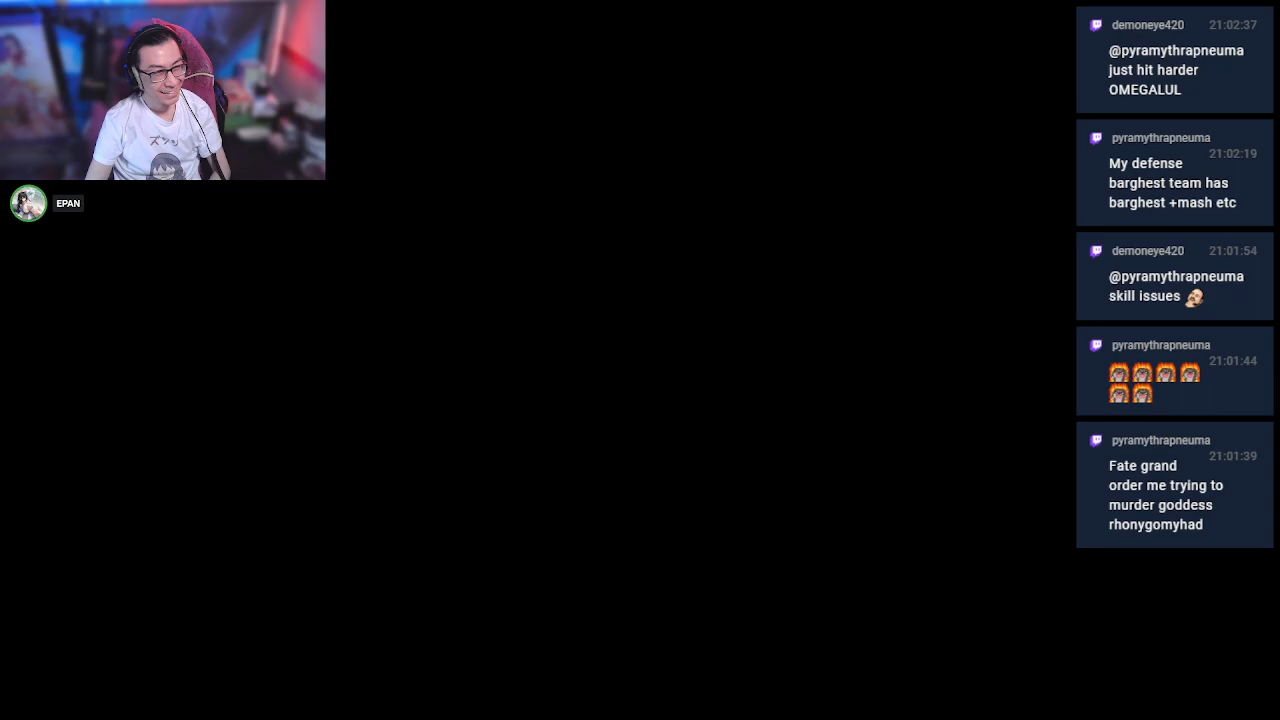 ズッ
EPAN
demoneye420 21:02:37
@pyramythrapneuma
just hit harder
OMEGALUL
pyramythrapneuma
21:02:19
My defense
barghest team has
barghest +mash etc
demoneye420 21:01:54
@pyramythrapneuma
skill issues
pyramythrapneuma
21:01:44
pyramythrapneuma
21:01:39
Fate grand
order me trying to
murder goddess
rhonygomyhad